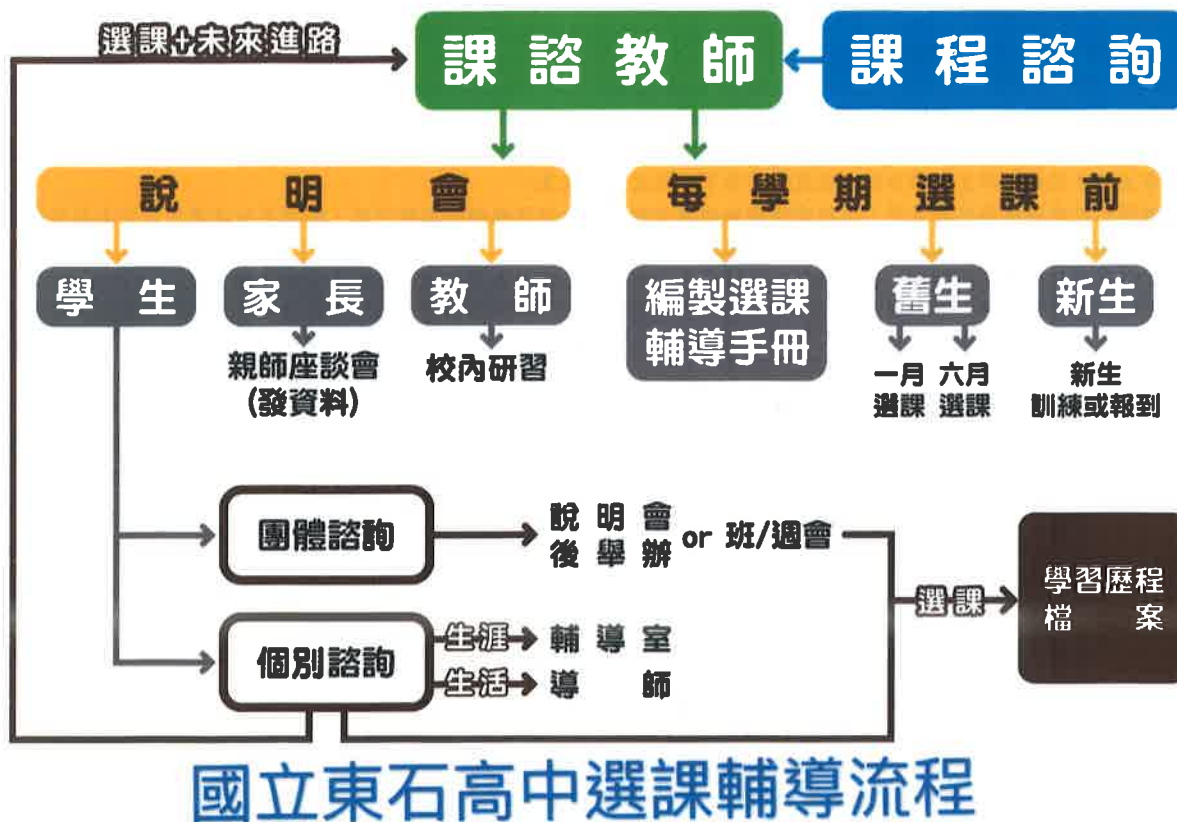 選課+未來進路
課諮教師
課程諮詢
說明會
每學期選課前
學生
家長
教師
編製選課
輔導手冊
舊生
新生
親師座談會
(發資料)
校內研習
一月
選課
六月
選課
新生
訓練或報到
團體諮詢
說明會
後舉辦
or 班/週會
選課
學習歷程
檔案
個別諮詢
生涯
輔導室
生活
導師
國立東石高中選課輔導流程